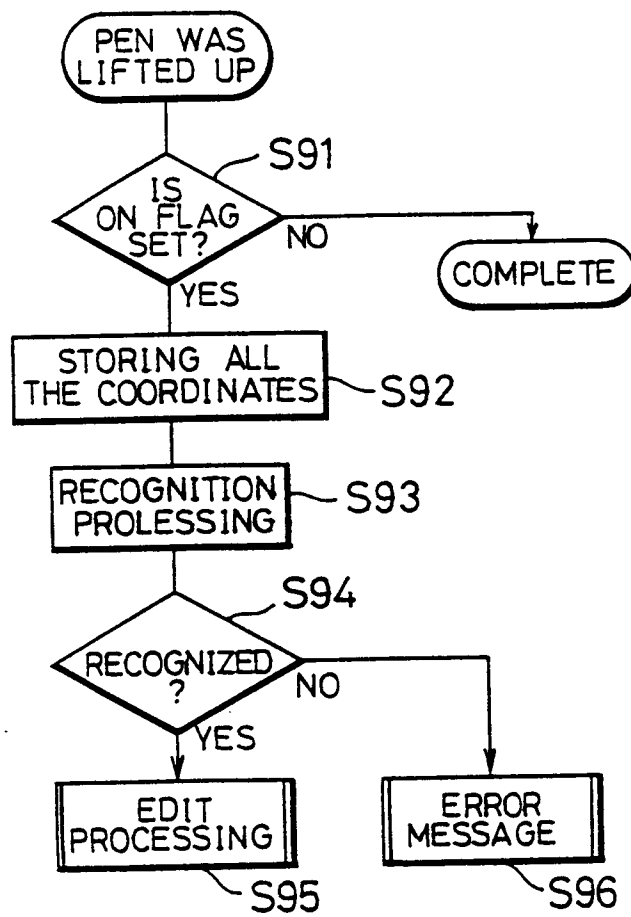 PEN WAS
LIFTED UP
S91
IS
ON FLAG
SET?
NO
COMPLETE
YES
STORING ALL
THE COORDINATES
S92
RECOGNITION
PROLESSING
S93
S94
RECOGNIZED
?
NO
YES
EDIT
PROCESSING
S95
ERROR
MESSAGE
S96